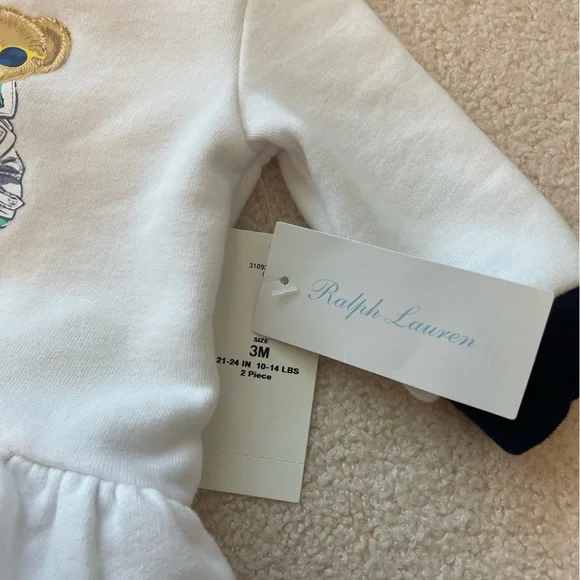 Ralph Lauren
SIZE
3M
21-24 IN 10-14 LBS
2 Piece